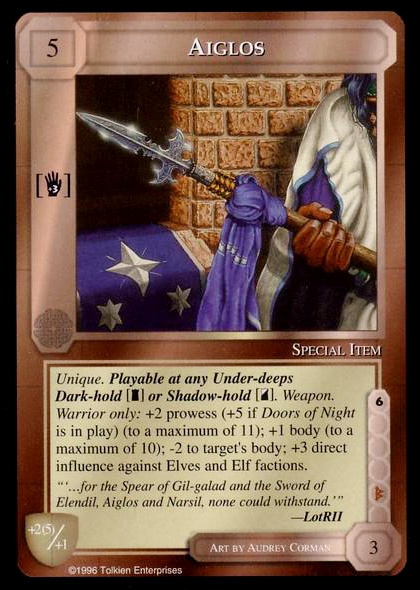 5
AIGLOS
SPECIAL ITEM
Unique. Playable at any Under-deeps
Dark-hold [ ] or Shadow-hold [ ]. Weapon.
Warrior only: +2 prowess (+5 if Doors of Night
is in play) (to a maximum of 11); +1 body (to a
maximum of 10); -2 to target's body; +3 direct
influence against Elves and Elf factions.
"'...for the Spear of Gil-galad and the Sword of
Elendil, Aiglos and Narsil, none could withstand.'"
—LotRII
6
+2(5)/+1
ART BY AUDREY CORMAN
3
©1996 Tolkien Enterprises